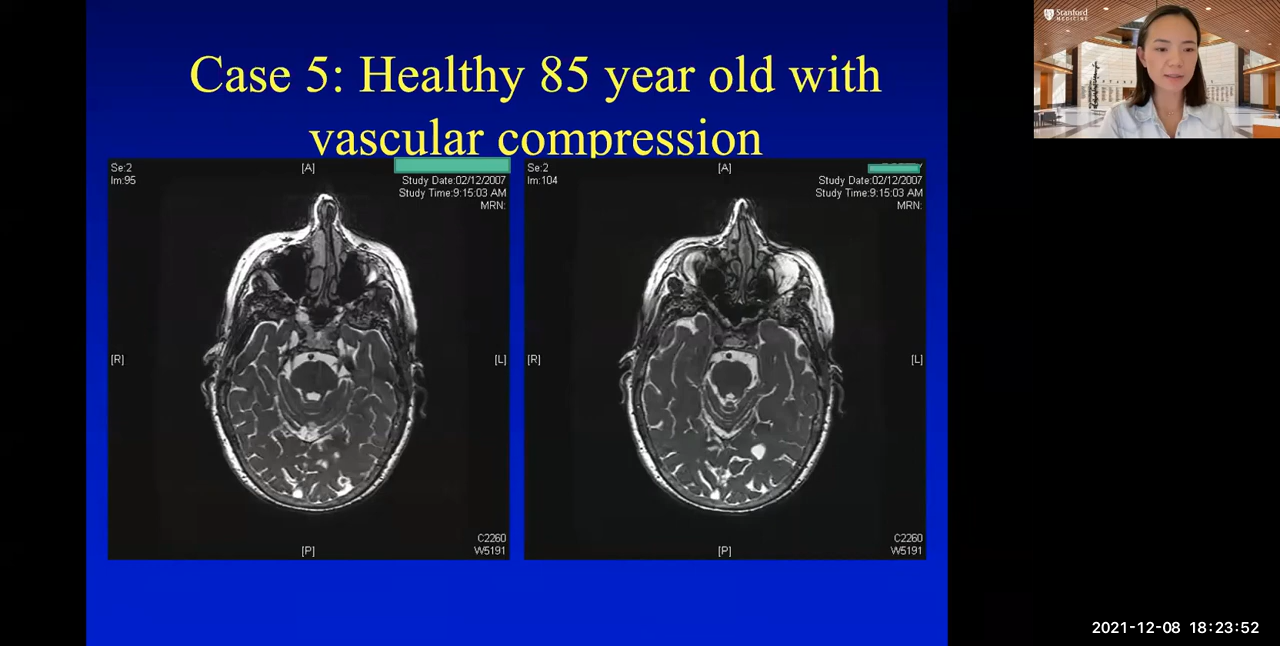 Case 5: Healthy 85 year old with
vascular compression
Se:2
Im:95
[A]
Study Date:02/12/2007
Study Time:9:15:03 AM
MRN:
[R]
[L]
[P]
C2260
W5191
Se:2
Im:104
[A]
Study Date:02/12/2007
Study Time:9:15:03 AM
MRN:
[R]
[L]
[P]
C2260
W5191
Stanford
MEDICINE
2021-12-08 18:23:52